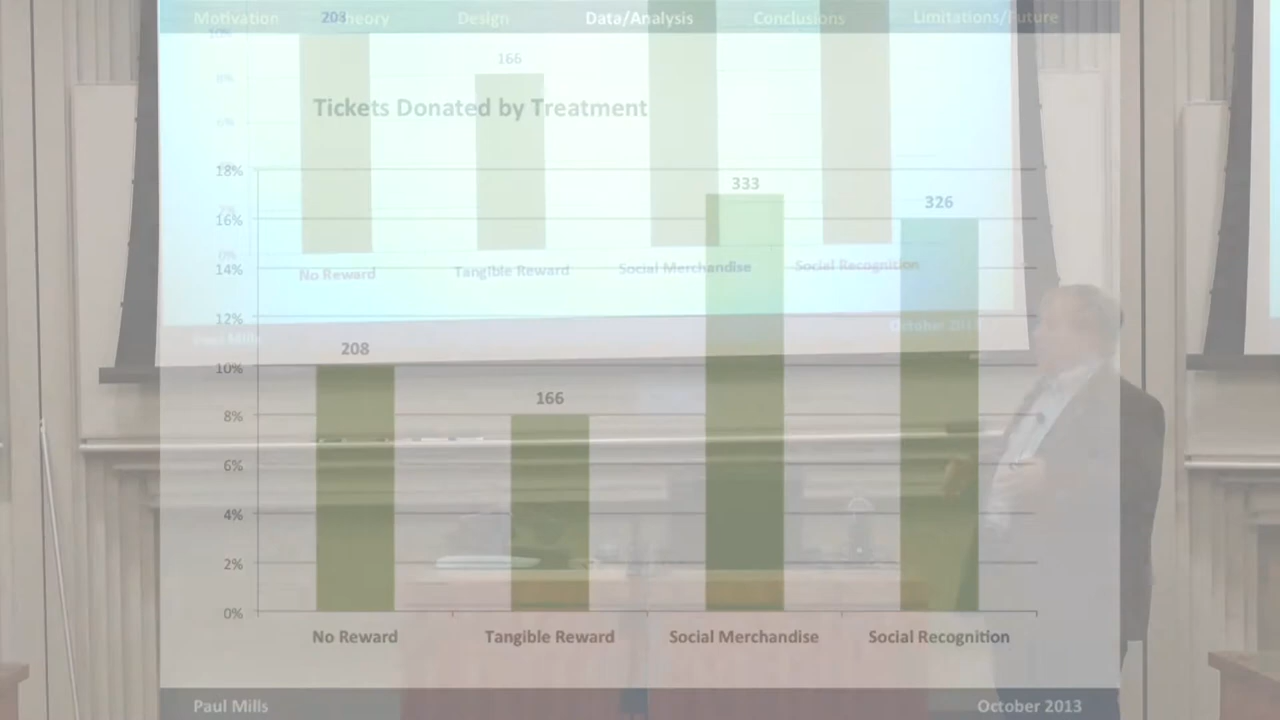 Motivation Theory Design Data/Analysis Conclusions Limitations/Future
Tickets Donated by Treatment
18%
16%
14%
12%
10%
8%
6%
4%
2%
0%
208
166
333
326
No Reward Tangible Reward Social Merchandise Social Recognition
Paul Mills October 2013
166
No Reward Tangible Reward Social Merchandise Social Recognition
Paul Mills